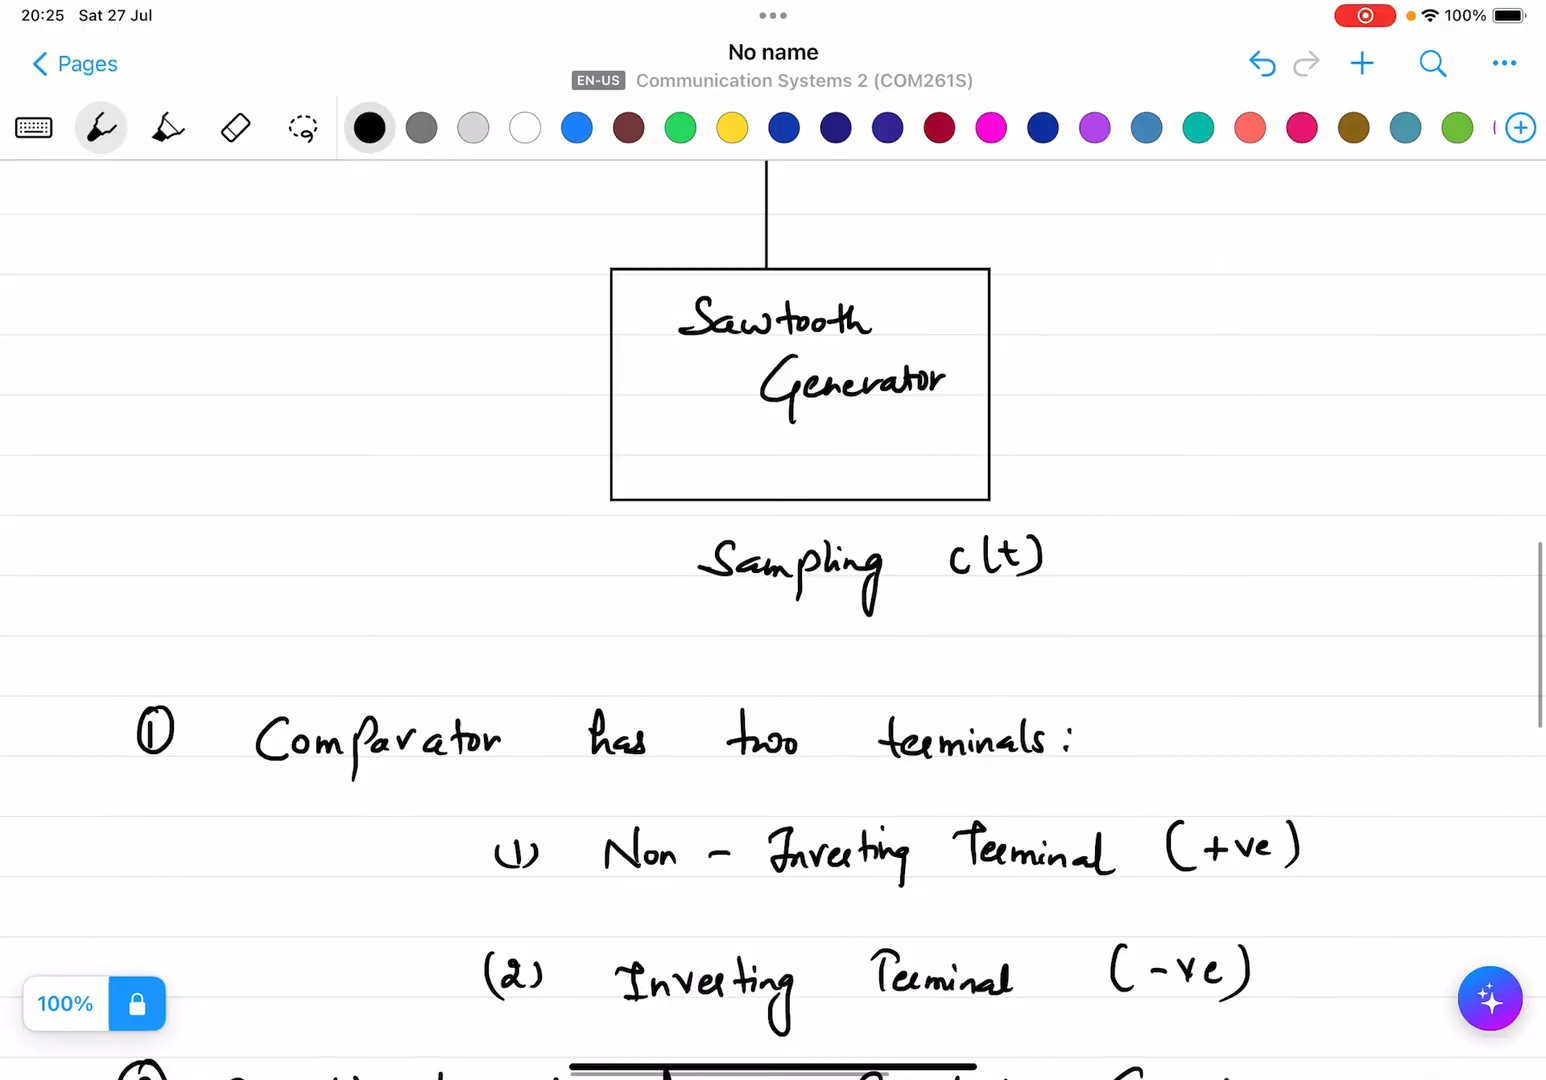 20:25 Sat 27 Jul
100%
Pages
No name
EN-US Communication Systems 2 (COM261S)
Sawtooth
Generator
Sampling c(t)
① Comparator has two terminals:
(1) Non - Inverting Terminal (+ve)
(2) Inverting Terminal (-ve)
100%